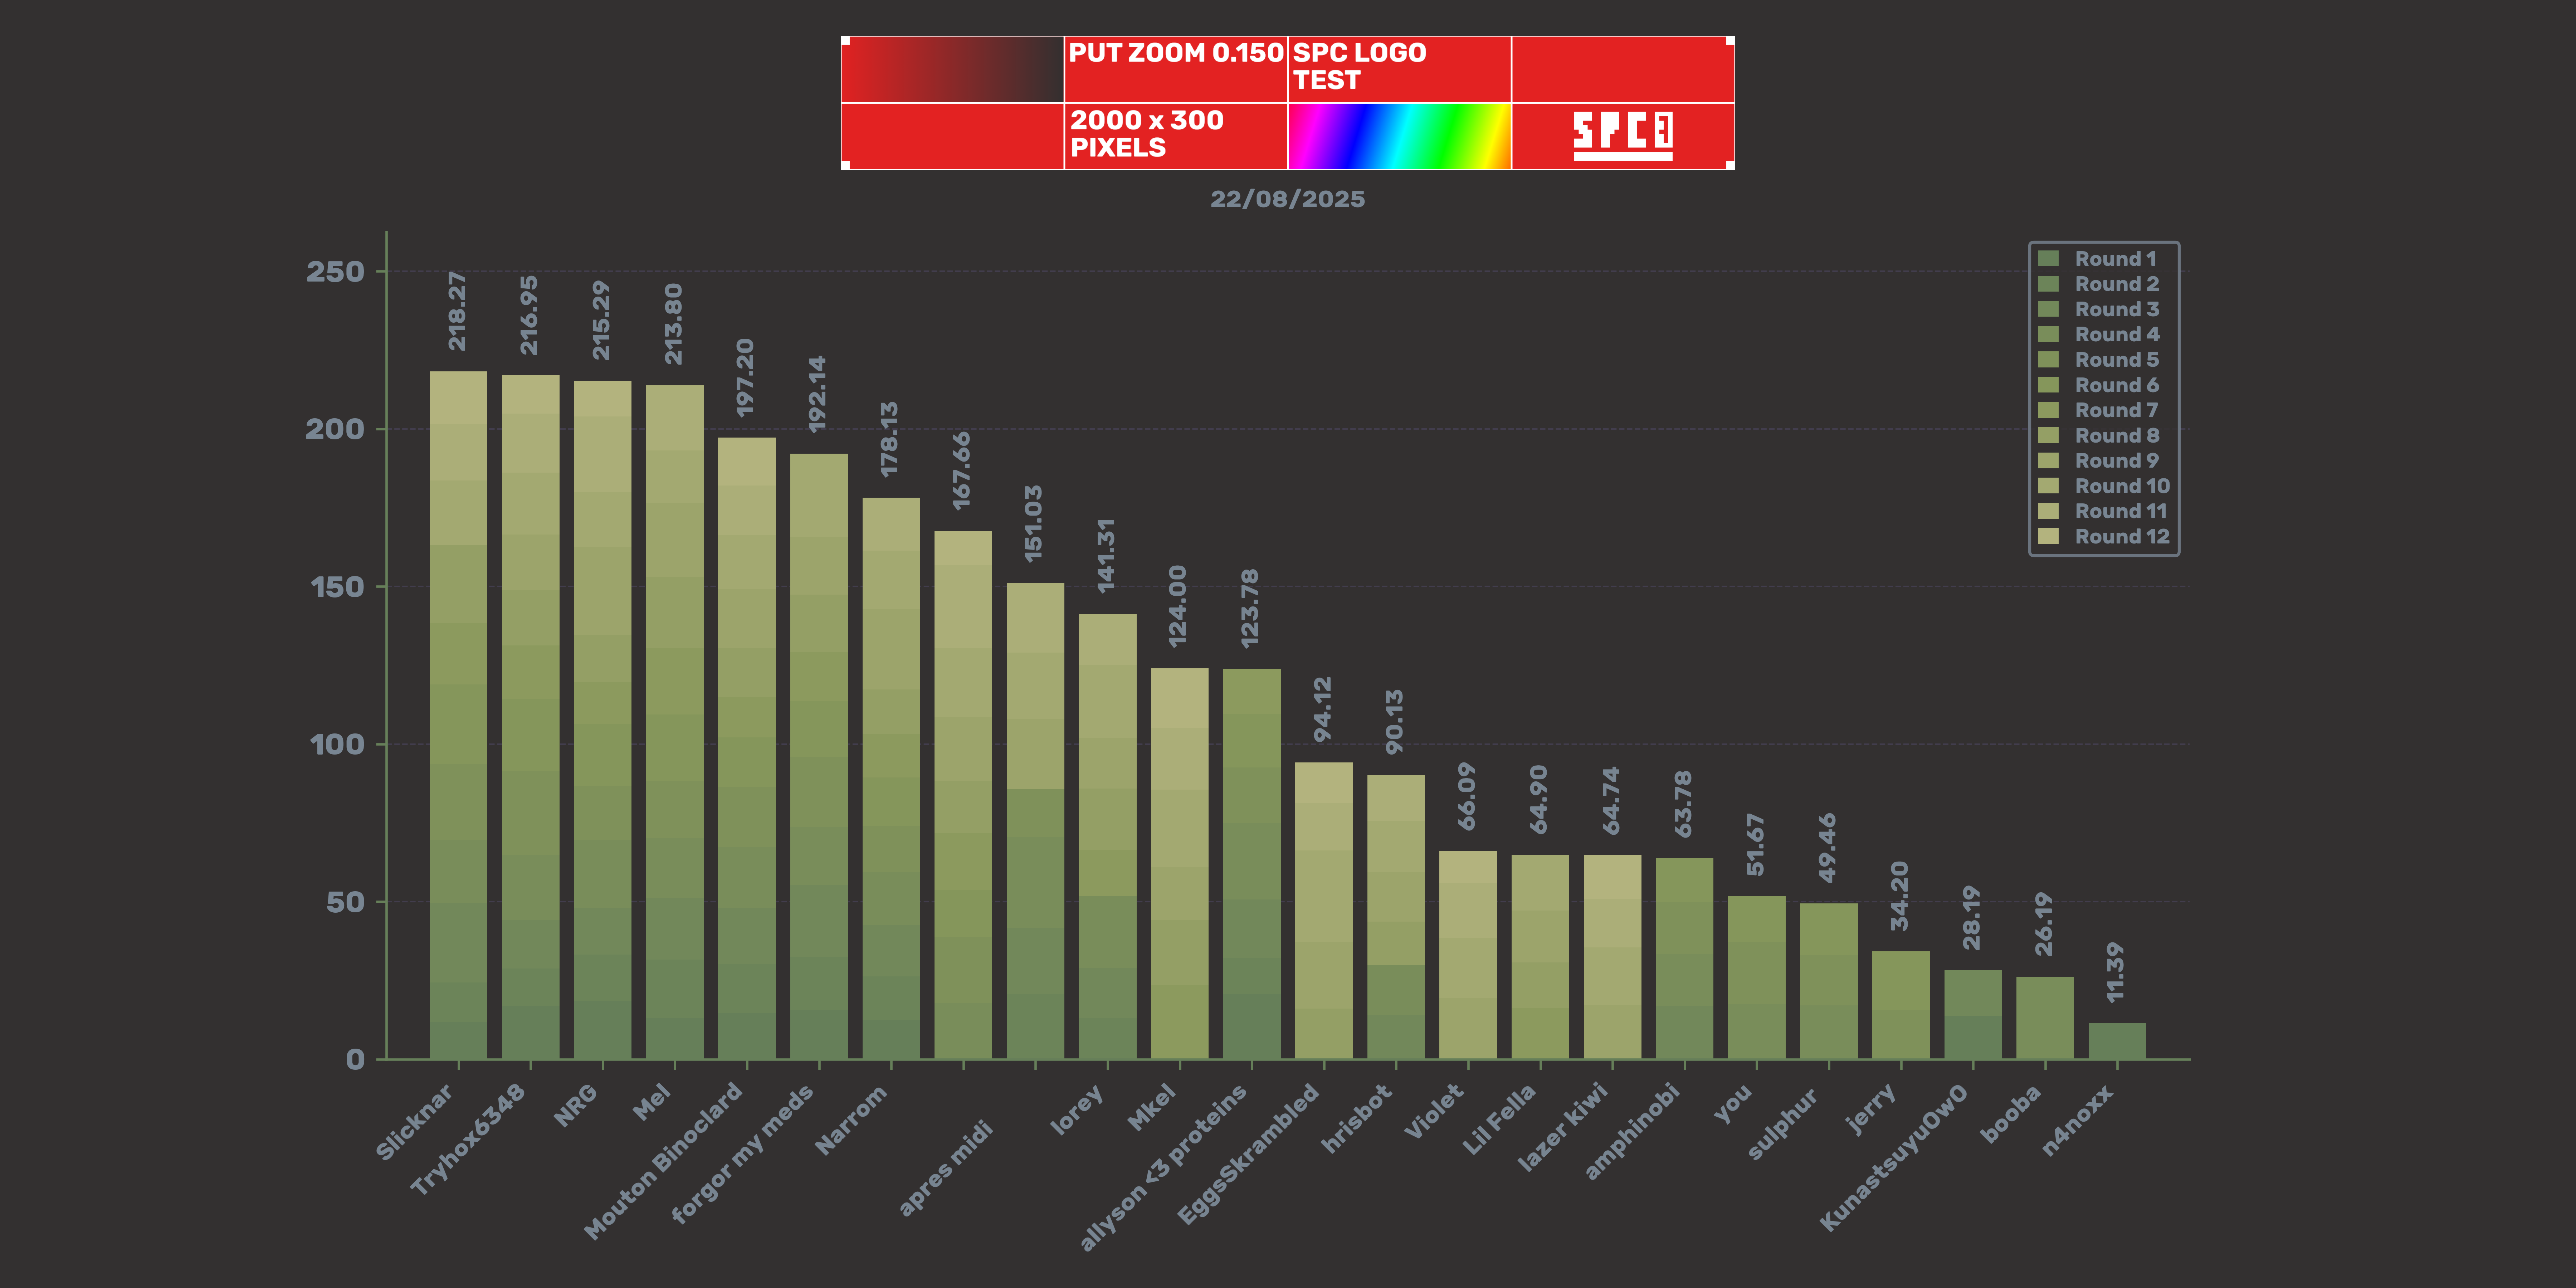 PUT ZOOM 0.150
SPC LOGO
TEST
2000 x 300
PIXELS
SPC
22/08/2025
250
200
150
100
50
0
218.27
216.95
215.29
213.80
197.20
192.14
178.13
167.66
151.03
141.31
124.00
123.78
94.12
90.13
66.09
64.90
64.74
63.78
51.67
49.46
34.20
28.19
26.19
11.39
Round 1
Round 2
Round 3
Round 4
Round 5
Round 6
Round 7
Round 8
Round 9
Round 10
Round 11
Round 12
Slicknar
Tryhox6348
NRG
Mel
Mouton Binoclard
forgor my meds
Narrom
apres midi
lorey
Mkel
allyson <3 proteins
EggsSkrambled
hrisbot
Violet
Lil Fella
lazer kiwi
amphinobi
you
sulphur
jerry
KunastsuyuOwO
booba
n4noxx